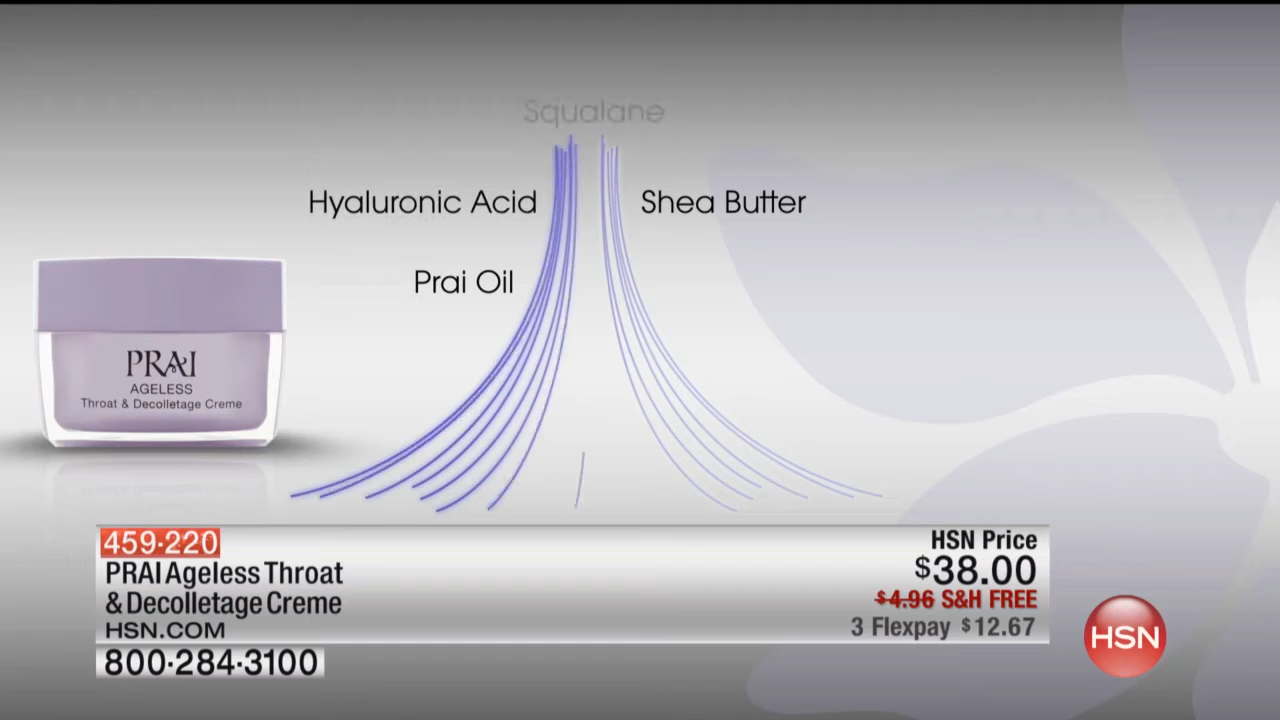 Squalane
Hyaluronic Acid
Shea Butter
Prai Oil
PRAI
AGELESS
Throat & Decolletage Creme
459·220
PRAI Ageless Throat
& Decolletage Creme
HSN.COM
800·284·3100
HSN Price
$38.00
$4.96 S&H FREE
3 Flexpay $12.67
HSN